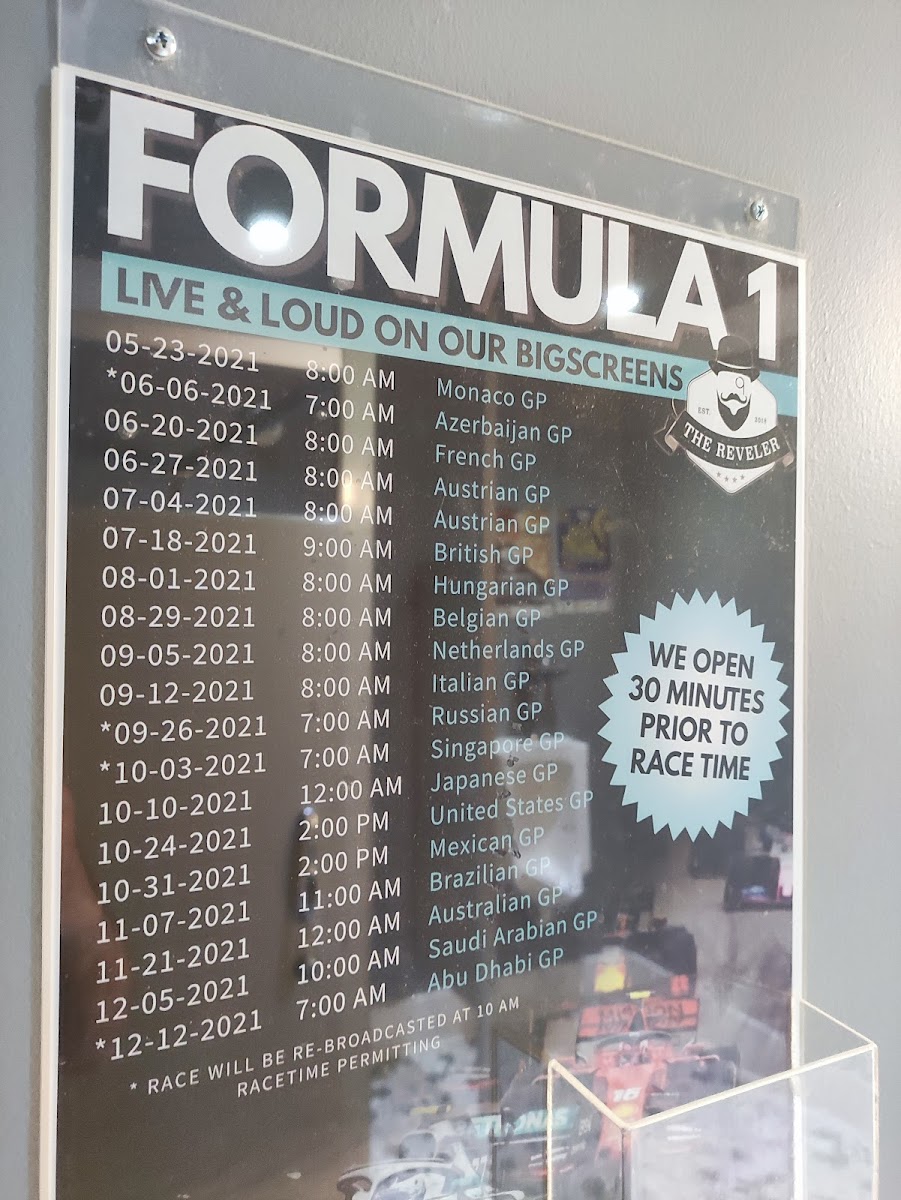 FORMULA 1
LIVE & LOUD ON OUR BIGSCREENS
EST. 2018
THE REVELER
05-23-2021 8:00 AM Monaco GP
*06-06-2021 7:00 AM Azerbaijan GP
06-20-2021 8:00 AM French GP
06-27-2021 8:00 AM Austrian GP
07-04-2021 8:00 AM Austrian GP
07-18-2021 9:00 AM British GP
08-01-2021 8:00 AM Hungarian GP
08-29-2021 8:00 AM Belgian GP
09-05-2021 8:00 AM Netherlands GP
09-12-2021 8:00 AM Italian GP
*09-26-2021 7:00 AM Russian GP
*10-03-2021 7:00 AM Singapore GP
10-10-2021 12:00 AM Japanese GP
10-24-2021 2:00 PM United States GP
10-31-2021 2:00 PM Mexican GP
11-07-2021 11:00 AM Brazilian GP
11-21-2021 12:00 AM Australian GP
12-05-2021 10:00 AM Saudi Arabian GP
*12-12-2021 7:00 AM Abu Dhabi GP
WE OPEN
30 MINUTES
PRIOR TO
RACE TIME
* RACE WILL BE RE-BROADCASTED AT 10 AM
RACETIME PERMITTING
16